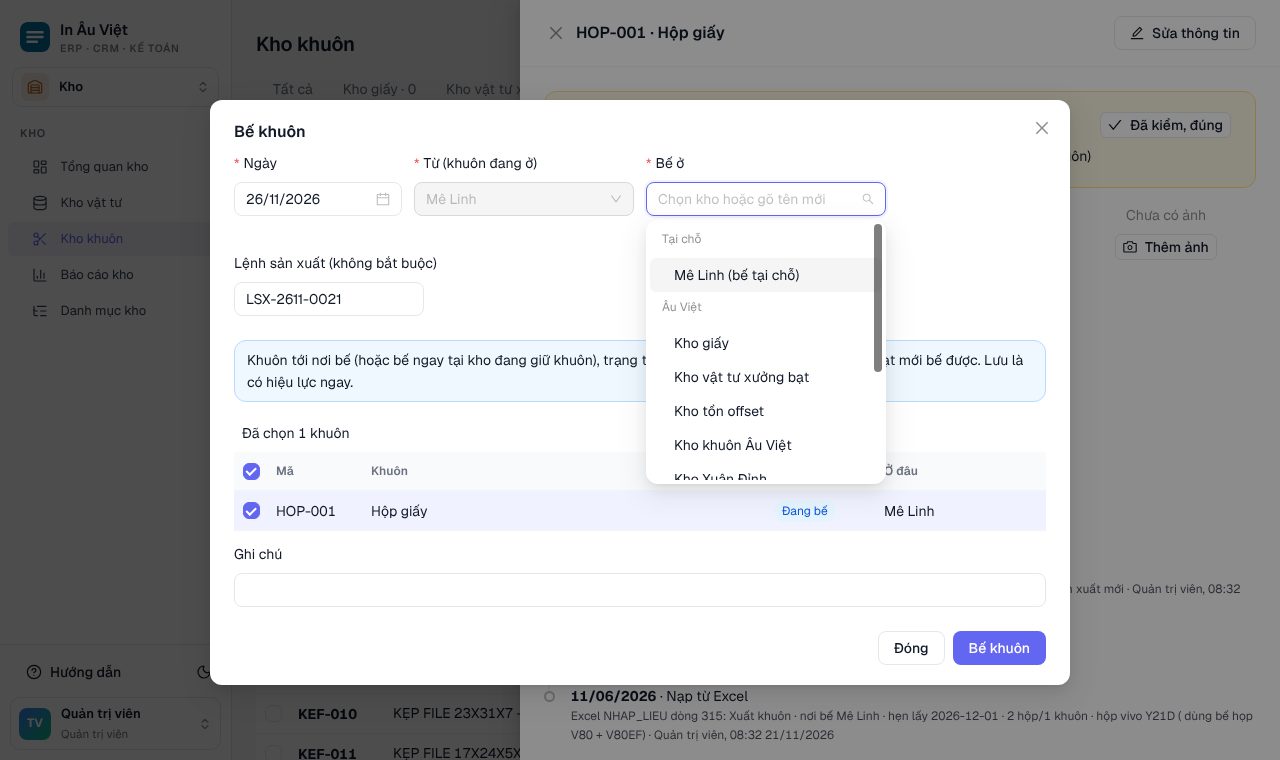 In Âu Việt
ERP · CRM · KẾ TOÁN
Kho
KHO
Tổng quan kho
Kho vật tư
Kho khuôn
Báo cáo kho
Danh mục kho
Hướng dẫn
TV
Quản trị viên
Quản trị viên
Kho khuôn
Tất cả
Kho giấy · 0
Kho vật tư x
HOP-001 · Hộp giấy
Sửa thông tin
Đã kiểm, đúng
ôn)
Chưa có ảnh
Thêm ảnh
Bế khuôn
* Ngày
26/11/2026
* Từ (khuôn đang ở)
Mê Linh
* Bế ở
Chọn kho hoặc gõ tên mới
Tại chỗ
Mê Linh (bế tại chỗ)
Âu Việt
Kho giấy
Kho vật tư xưởng bạt
Kho tồn offset
Kho khuôn Âu Việt
Kho Xuân Đỉnh
Lệnh sản xuất (không bắt buộc)
LSX-2611-0021
Khuôn tới nơi bế (hoặc bế ngay tại kho đang giữ khuôn), trạng t
ạt mới bế được. Lưu là
có hiệu lực ngay.
Đã chọn 1 khuôn
Mã
Khuôn
Ở đâu
HOP-001
Hộp giấy
Đang bế
Mê Linh
Ghi chú
Đóng
Bế khuôn
n xuất mới · Quản trị viên, 08:32
11/06/2026 · Nạp từ Excel
Excel NHAP_LIEU dòng 315: Xuất khuôn · nơi bế Mê Linh · hẹn lấy 2026-12-01 · 2 hộp/1 khuôn · hộp vivo Y21D ( dùng bế hợp
V80 + V80EF) · Quản trị viên, 08:32 21/11/2026
KEF-010
KẸP FILE 23X31X7 -
KEF-011
KẸP FILE 17X24X5X